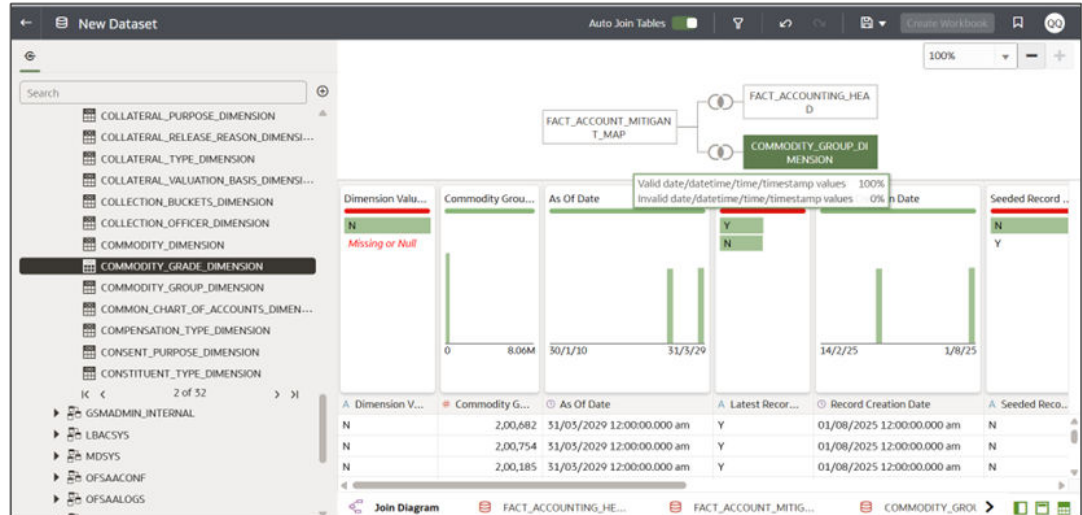 New Dataset
Auto Join Tables
Create Workbook
QQ
100%
Search
COLLATERAL_PURPOSE_DIMENSION
COLLATERAL_RELEASE_REASON_DIMENSI...
COLLATERAL_TYPE_DIMENSION
COLLATERAL_VALUATION_BASIS_DIMENSI...
COLLECTION_BUCKETS_DIMENSION
COLLECTION_OFFICER_DIMENSION
COMMODITY_DIMENSION
COMMODITY_GRADE_DIMENSION
COMMODITY_GROUP_DIMENSION
COMMON_CHART_OF_ACCOUNTS_DIMEN...
COMPENSATION_TYPE_DIMENSION
CONSENT_PURPOSE_DIMENSION
CONSTITUENT_TYPE_DIMENSION
2 of 32
GSMADMIN_INTERNAL
LBACSYS
MDSYS
OFSAACONF
OFSAALOGS
FACT_ACCOUNT_MITIGAN
T_MAP
FACT_ACCOUNTING_HEA
D
COMMODITY_GROUP_DI
MENSION
Valid date/datetime/time/timestamp values 100%
Invalid date/datetime/time/timestamp values 0%
Dimension Valu... Commodity Grou... As Of Date n Date Seeded Record ..
N Y N
Missing or Null N Y
0 8.06M 30/1/10 31/3/29 14/2/25 1/8/25
A Dimension V... # Commodity G... As Of Date A Latest Recor... Record Creation Date A Seeded Reco...
N 2,00,682 31/03/2029 12:00:00.000 am Y 01/08/2025 12:00:00.000 am N
N 2,00,754 31/03/2029 12:00:00.000 am Y 01/08/2025 12:00:00.000 am N
N 2,00,185 31/03/2029 12:00:00.000 am Y 01/08/2025 12:00:00.000 am N
Join Diagram FACT_ACCOUNTING_HE... FACT_ACCOUNT_MITIG... COMMODITY_GROU